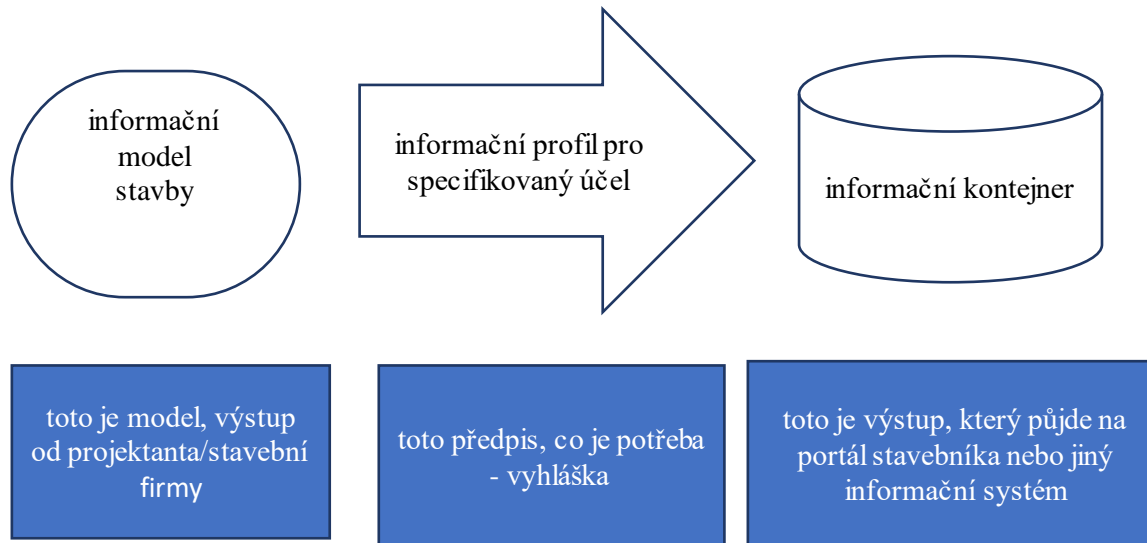 informační
model
stavby
informační profil pro
specifikovaný účel
informační kontejner
toto je model, výstup
od projektanta/stavební
firmy
toto předpis, co je potřeba
- vyhláška
toto je výstup, který půjde na
portál stavebníka nebo jiný
informační systém